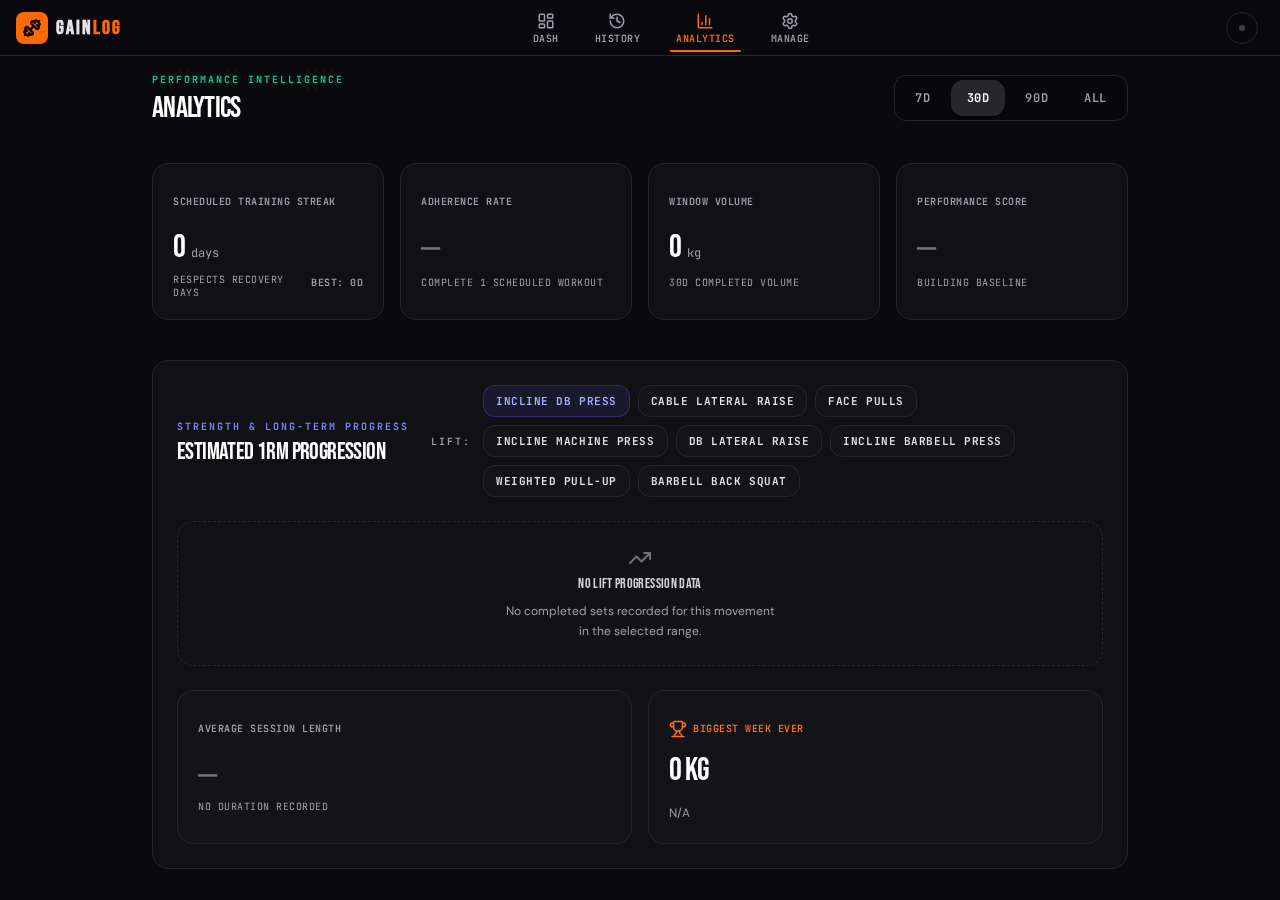 GAINLOG
DASH
HISTORY
ANALYTICS
MANAGE
PERFORMANCE INTELLIGENCE
ANALYTICS
7D
30D
90D
ALL
SCHEDULED TRAINING STREAK
0 days
RESPECTS RECOVERY
DAYS
BEST: 0D
ADHERENCE RATE
—
COMPLETE 1 SCHEDULED WORKOUT
WINDOW VOLUME
0 kg
30D COMPLETED VOLUME
PERFORMANCE SCORE
—
BUILDING BASELINE
STRENGTH & LONG-TERM PROGRESS
ESTIMATED 1RM PROGRESSION
LIFT:
INCLINE DB PRESS
CABLE LATERAL RAISE
FACE PULLS
INCLINE MACHINE PRESS
DB LATERAL RAISE
INCLINE BARBELL PRESS
WEIGHTED PULL-UP
BARBELL BACK SQUAT
NO LIFT PROGRESSION DATA
No completed sets recorded for this movement
in the selected range.
AVERAGE SESSION LENGTH
—
NO DURATION RECORDED
BIGGEST WEEK EVER
0 KG
N/A